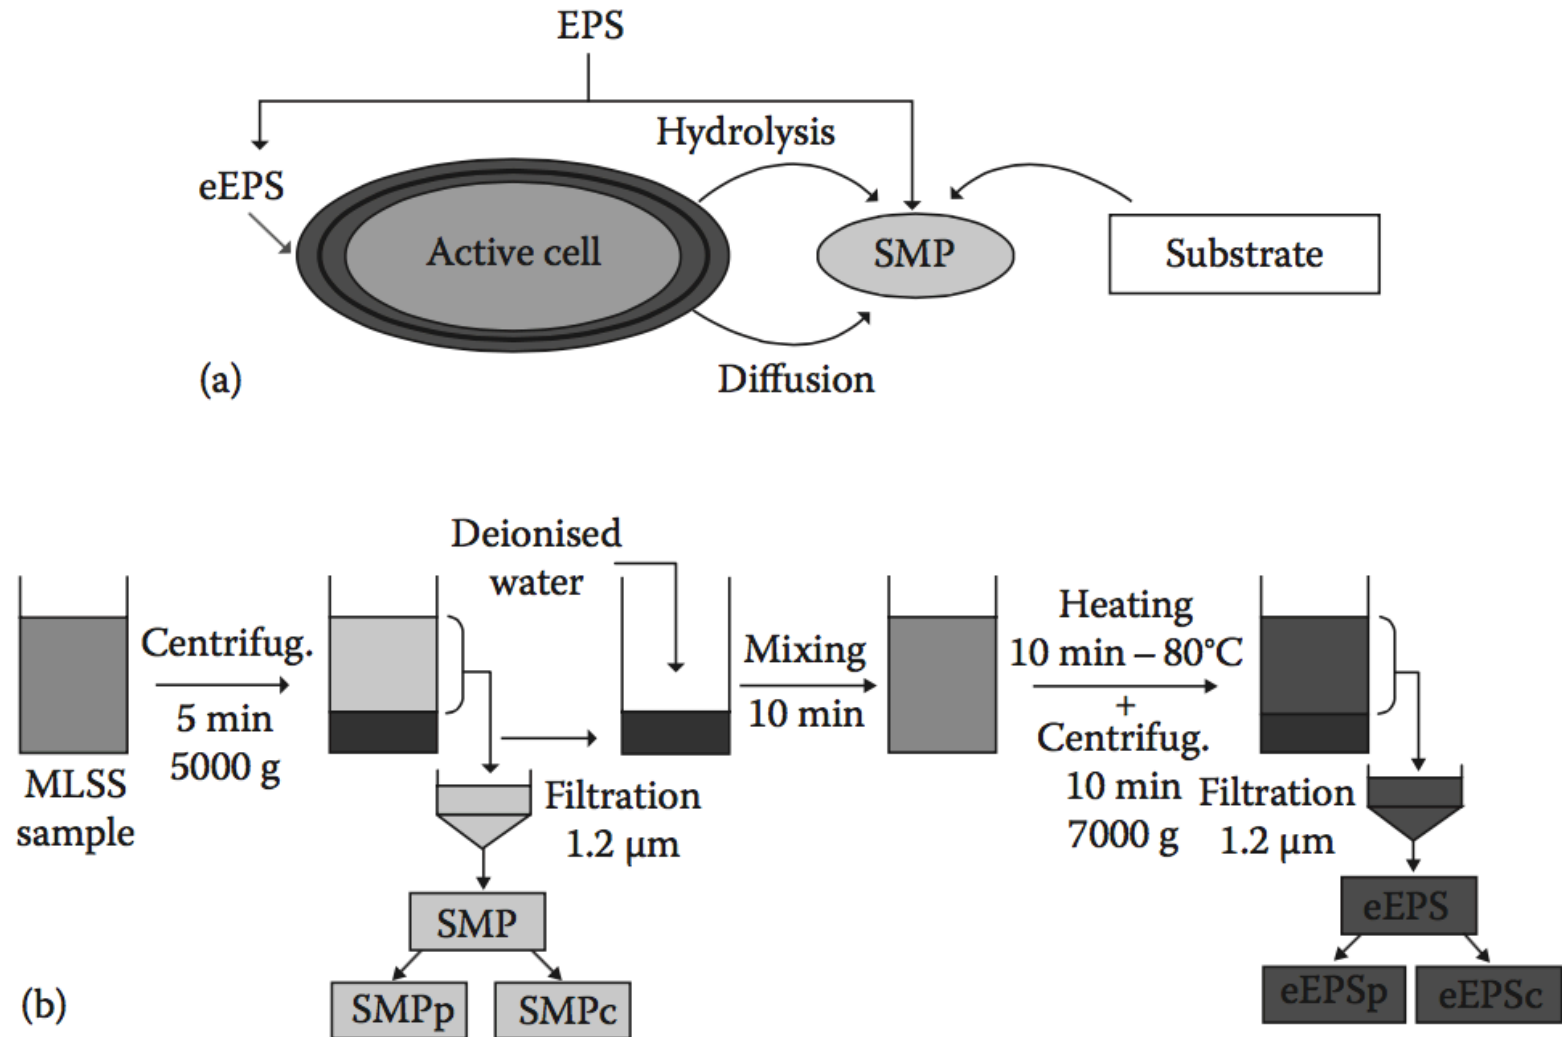 EPS
Hydrolysis
eEPS
Active cell
SMP
Substrate
Diffusion
(a)
Deionised
water
Centrifug.
5 min
5000 g
MLSS
sample
Mixing
10 min
Heating
10 min – 80°C
+
Centrifug.
10 min
7000 g
Filtration
1.2 μm
Filtration
1.2 μm
SMP
SMPp
SMPc
eEPS
eEPSp
eEPSc
(b)